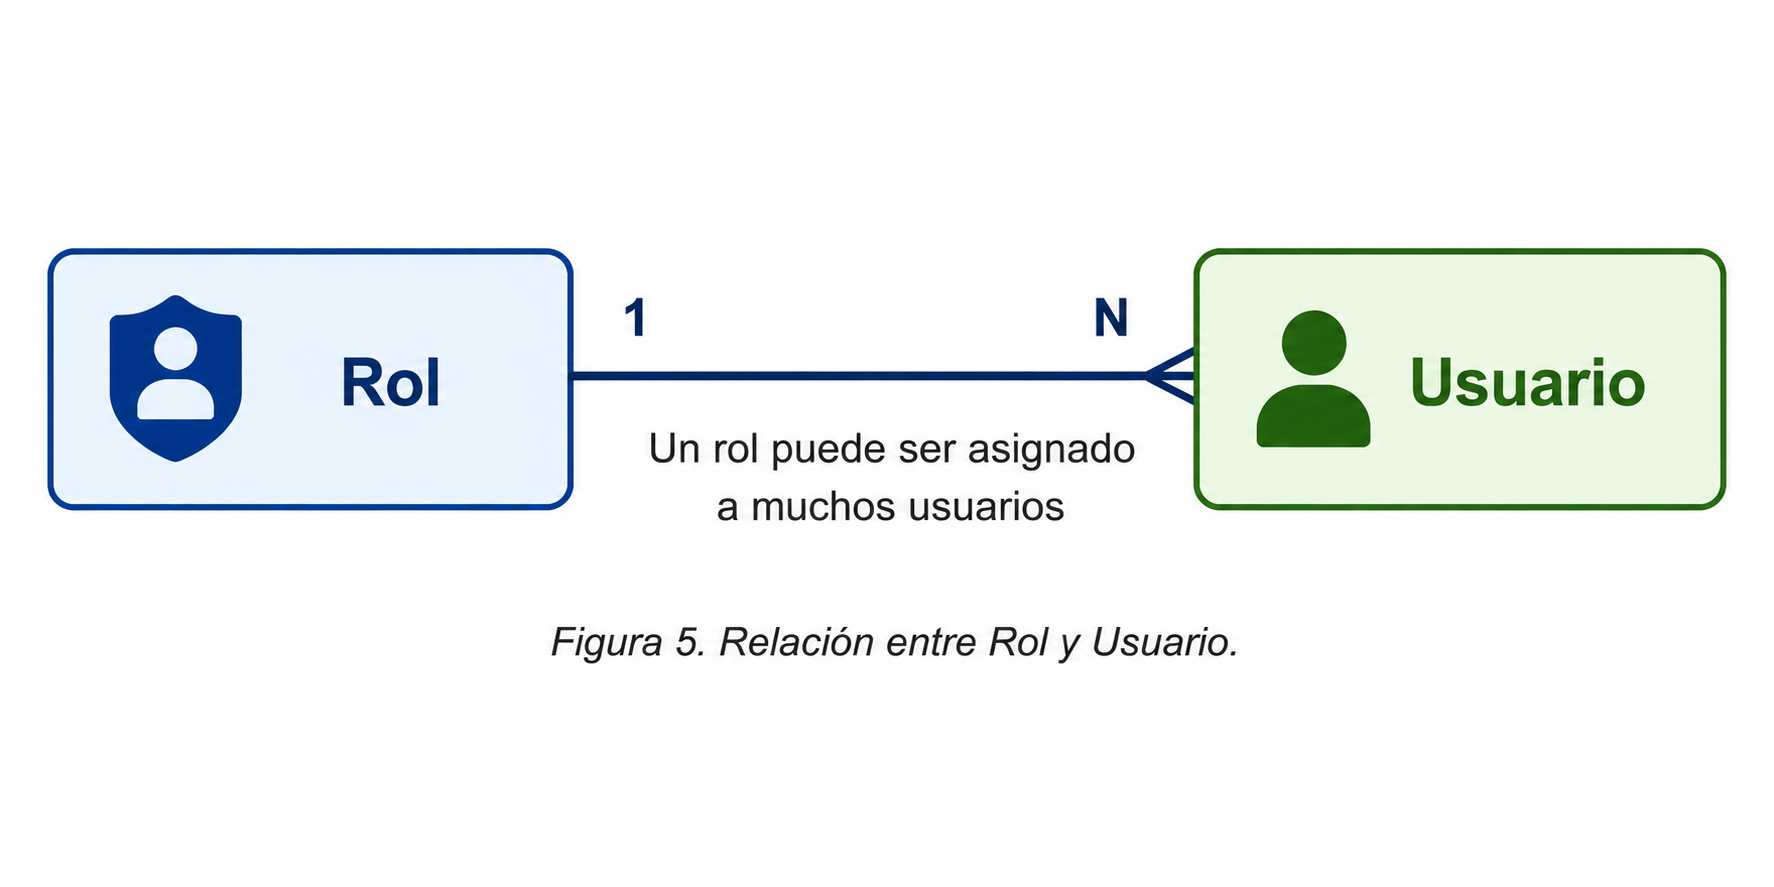 1
N
Rol
Usuario
Un rol puede ser asignado
a muchos usuarios
Figura 5. Relación entre Rol y Usuario.